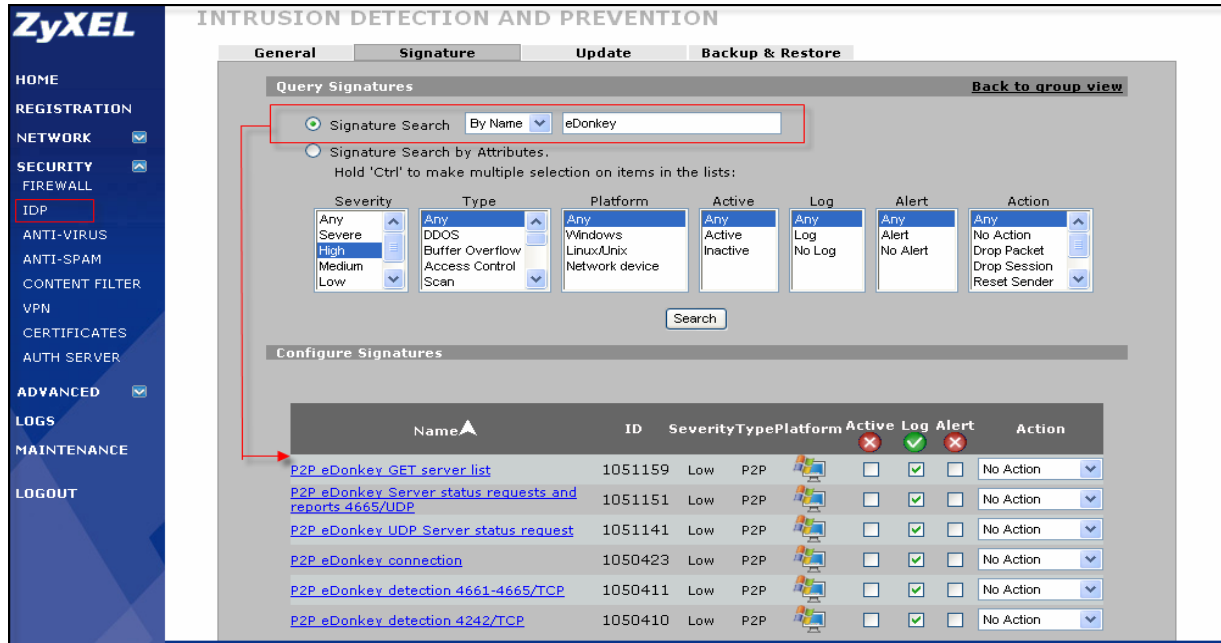 ZyXEL
INTRUSION DETECTION AND PREVENTION
General Signature Update Backup & Restore
HOME
REGISTRATION
NETWORK
SECURITY
FIREWALL
IDP
ANTI-VIRUS
ANTI-SPAM
CONTENT FILTER
VPN
CERTIFICATES
AUTH SERVER
ADVANCED
LOGS
MAINTENANCE
LOGOUT
Query Signatures Back to group view
Signature Search By Name eDonkey
Signature Search by Attributes.
Hold 'Ctrl' to make multiple selection on items in the lists:
Severity Type Platform Active Log Alert Action
Any Any Any Any Any Any Any
Severe DDOS Windows Active Log Alert No Action
High Buffer Overflow Linux/Unix Inactive No Log No Alert Drop Packet
Medium Access Control Network device Drop Session
Low Scan Reset Sender
Search
Configure Signatures
Name ID Severity Type Platform Active Log Alert Action
P2P eDonkey GET server list 1051159 Low P2P No Action
P2P eDonkey Server status requests and
reports 4665/UDP 1051151 Low P2P No Action
P2P eDonkey UDP Server status request 1051141 Low P2P No Action
P2P eDonkey connection 1050423 Low P2P No Action
P2P eDonkey detection 4661-4665/TCP 1050411 Low P2P No Action
P2P eDonkey detection 4242/TCP 1050410 Low P2P No Action